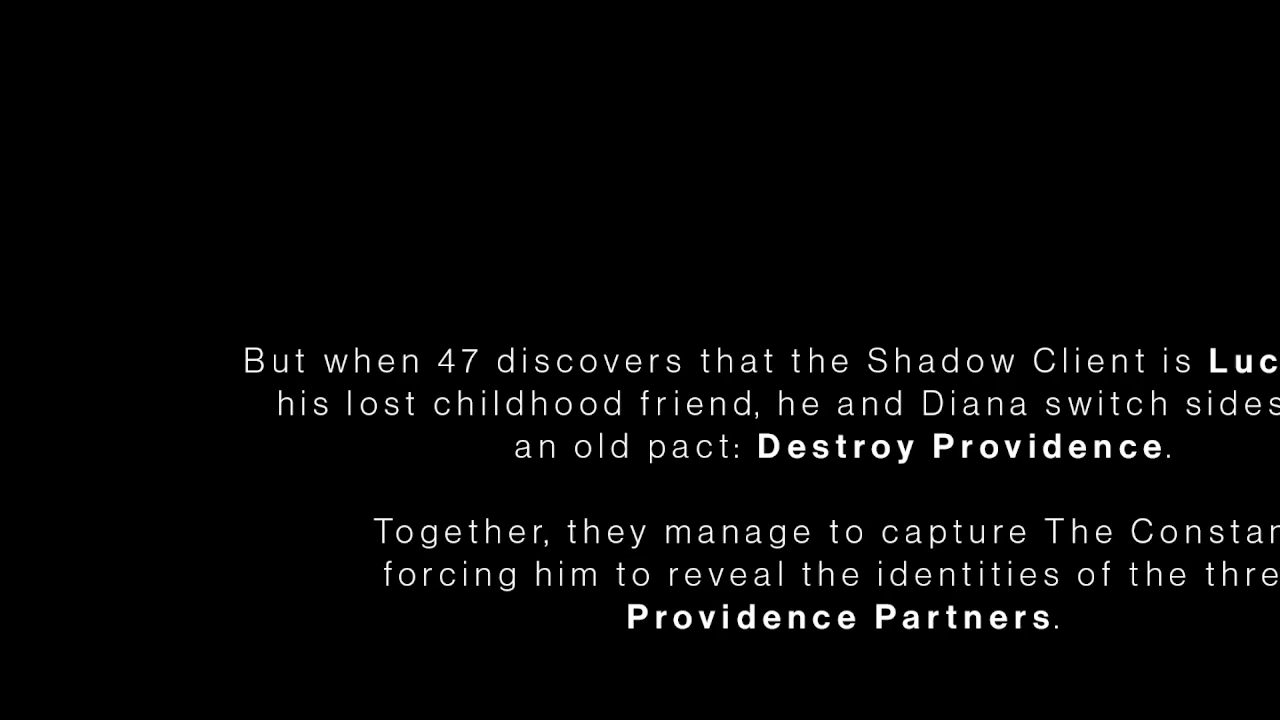 But when 47 discovers that the Shadow Client is Luc
his lost childhood friend, he and Diana switch sides
an old pact: Destroy Providence.
Together, they manage to capture The Constan
forcing him to reveal the identities of the thre
Providence Partners.